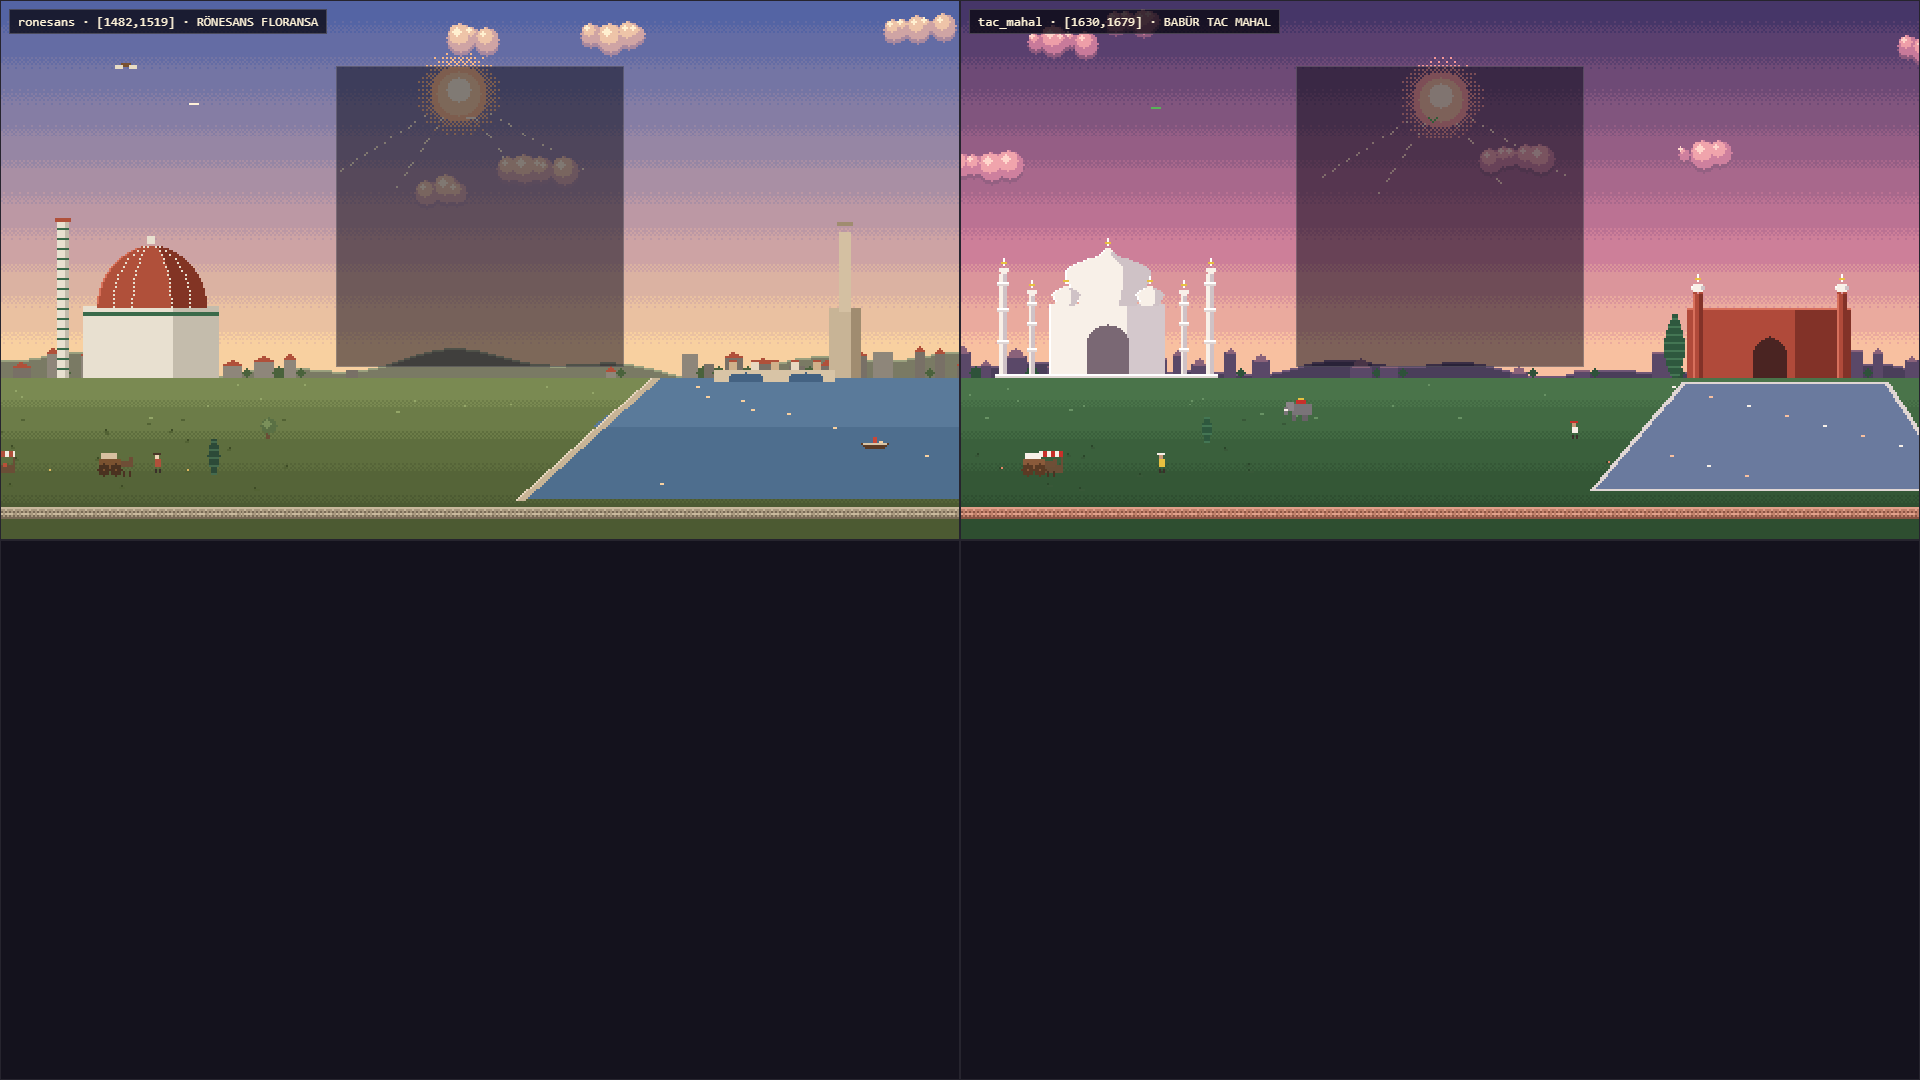 ronesans · [1482,1519] · RÖNESANS FLORANSA
tac_mahal · [1630,1679] · BABÜR TAC MAHAL